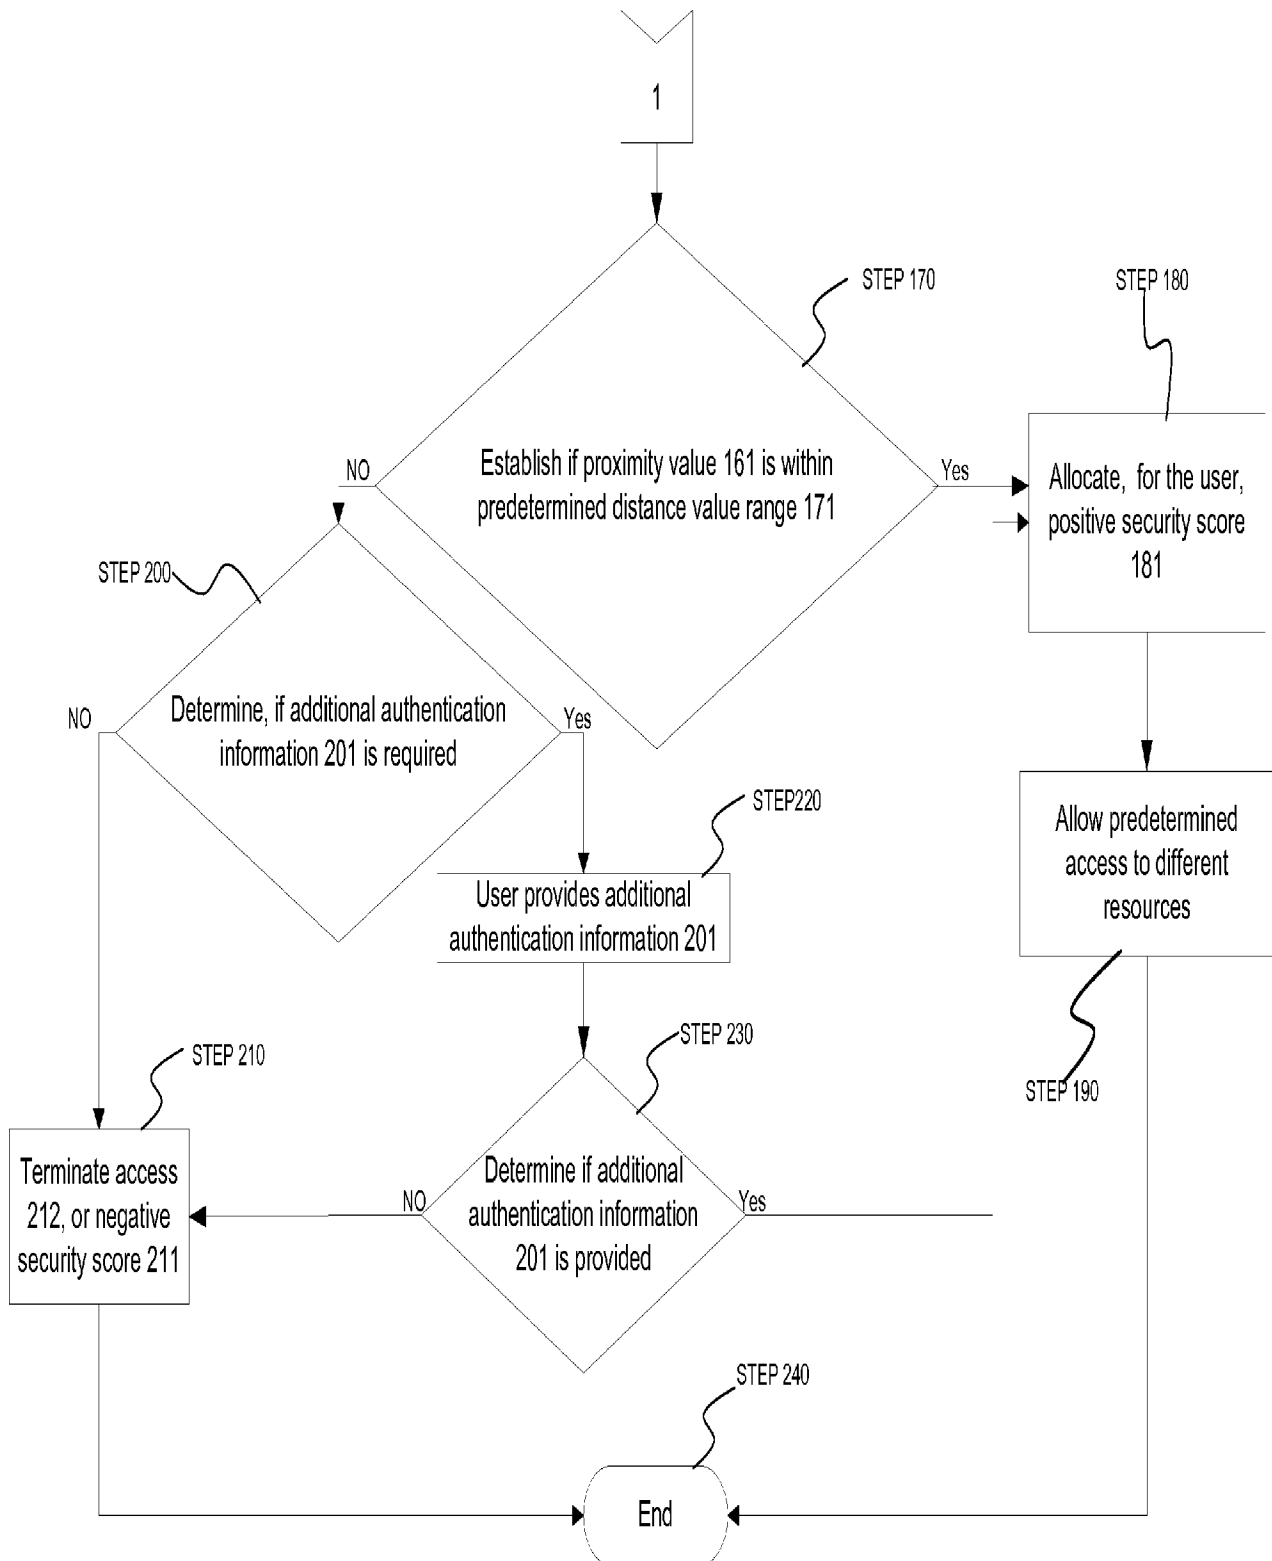 1
STEP 170
STEP 180
NO
Establish if proximity value 161 is within
predetermined distance value range 171
Yes
Allocate, for the user,
positive security score
181
STEP 200
NO
Determine, if additional authentication
information 201 is required
Yes
STEP220
User provides additional
authentication information 201
Allow predetermined
access to different
resources
STEP 190
STEP 230
STEP 210
Terminate access
212, or negative
security score 211
NO
Determine if additional
authentication information
201 is provided
Yes
STEP 240
End